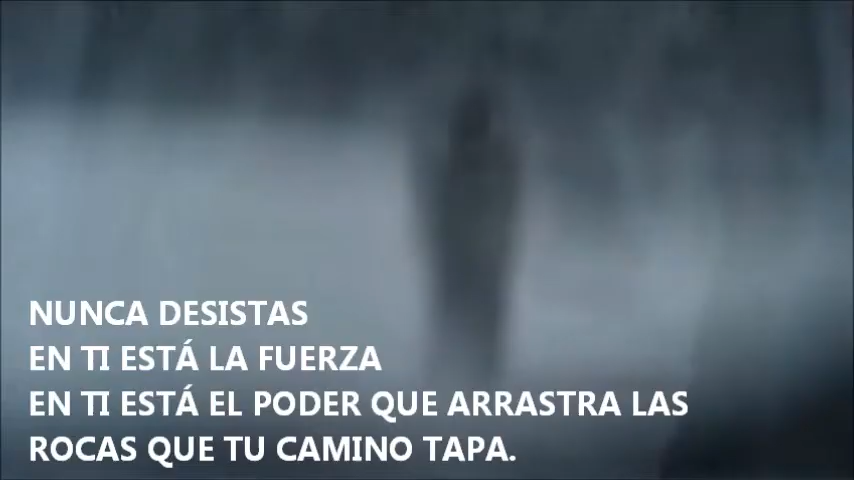 NUNCA DESISTAS
EN TI ESTÁ LA FUERZA
EN TI ESTÁ EL PODER QUE ARRASTRA LAS
ROCAS QUE TU CAMINO TAPA.